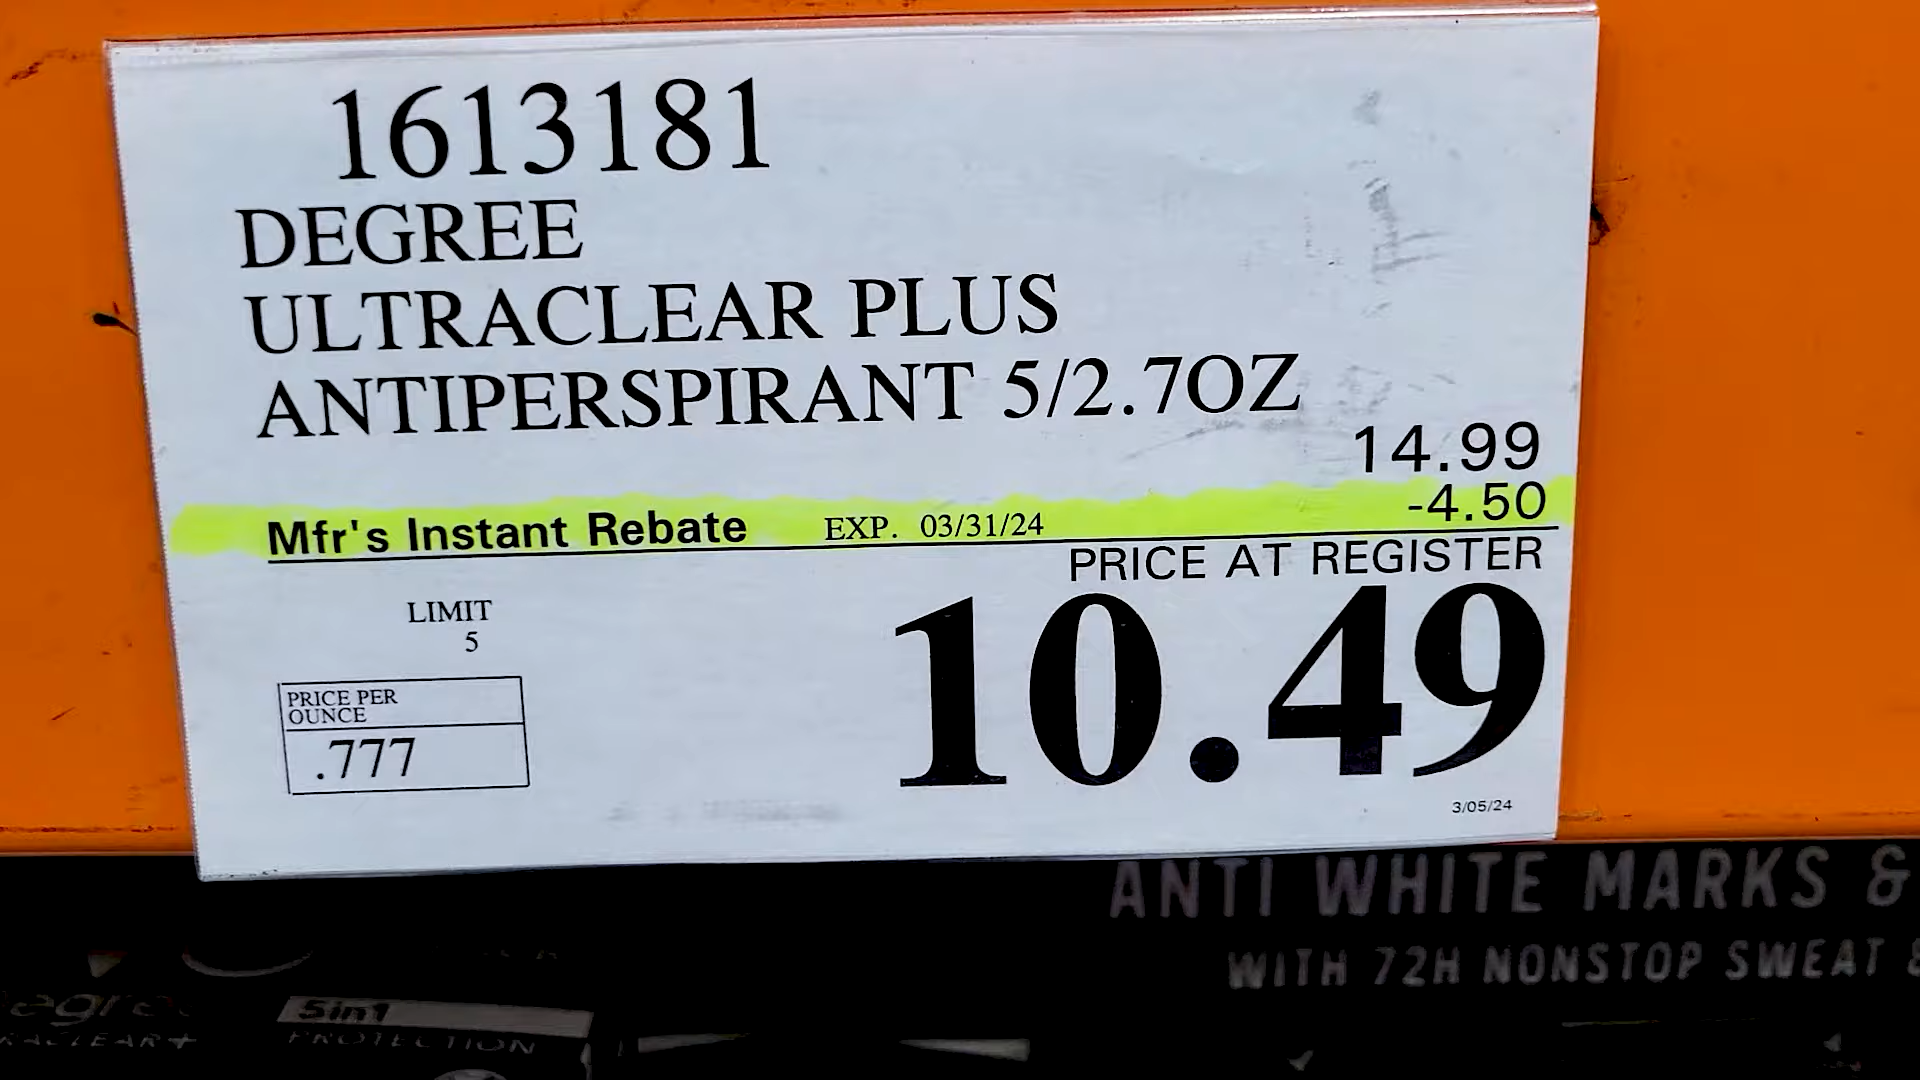 1613181
DEGREE
ULTRACLEAR PLUS
ANTIPERSPIRANT 5/2.7OZ
14.99
Mfr's Instant Rebate EXP. 03/31/24 -4.50
PRICE AT REGISTER
10.49
LIMIT
5
PRICE PER
OUNCE
.777
3/05/24
ANTI WHITE MARKS &
WITH 72H NONSTOP SWEAT &
5in1
PROTECTION